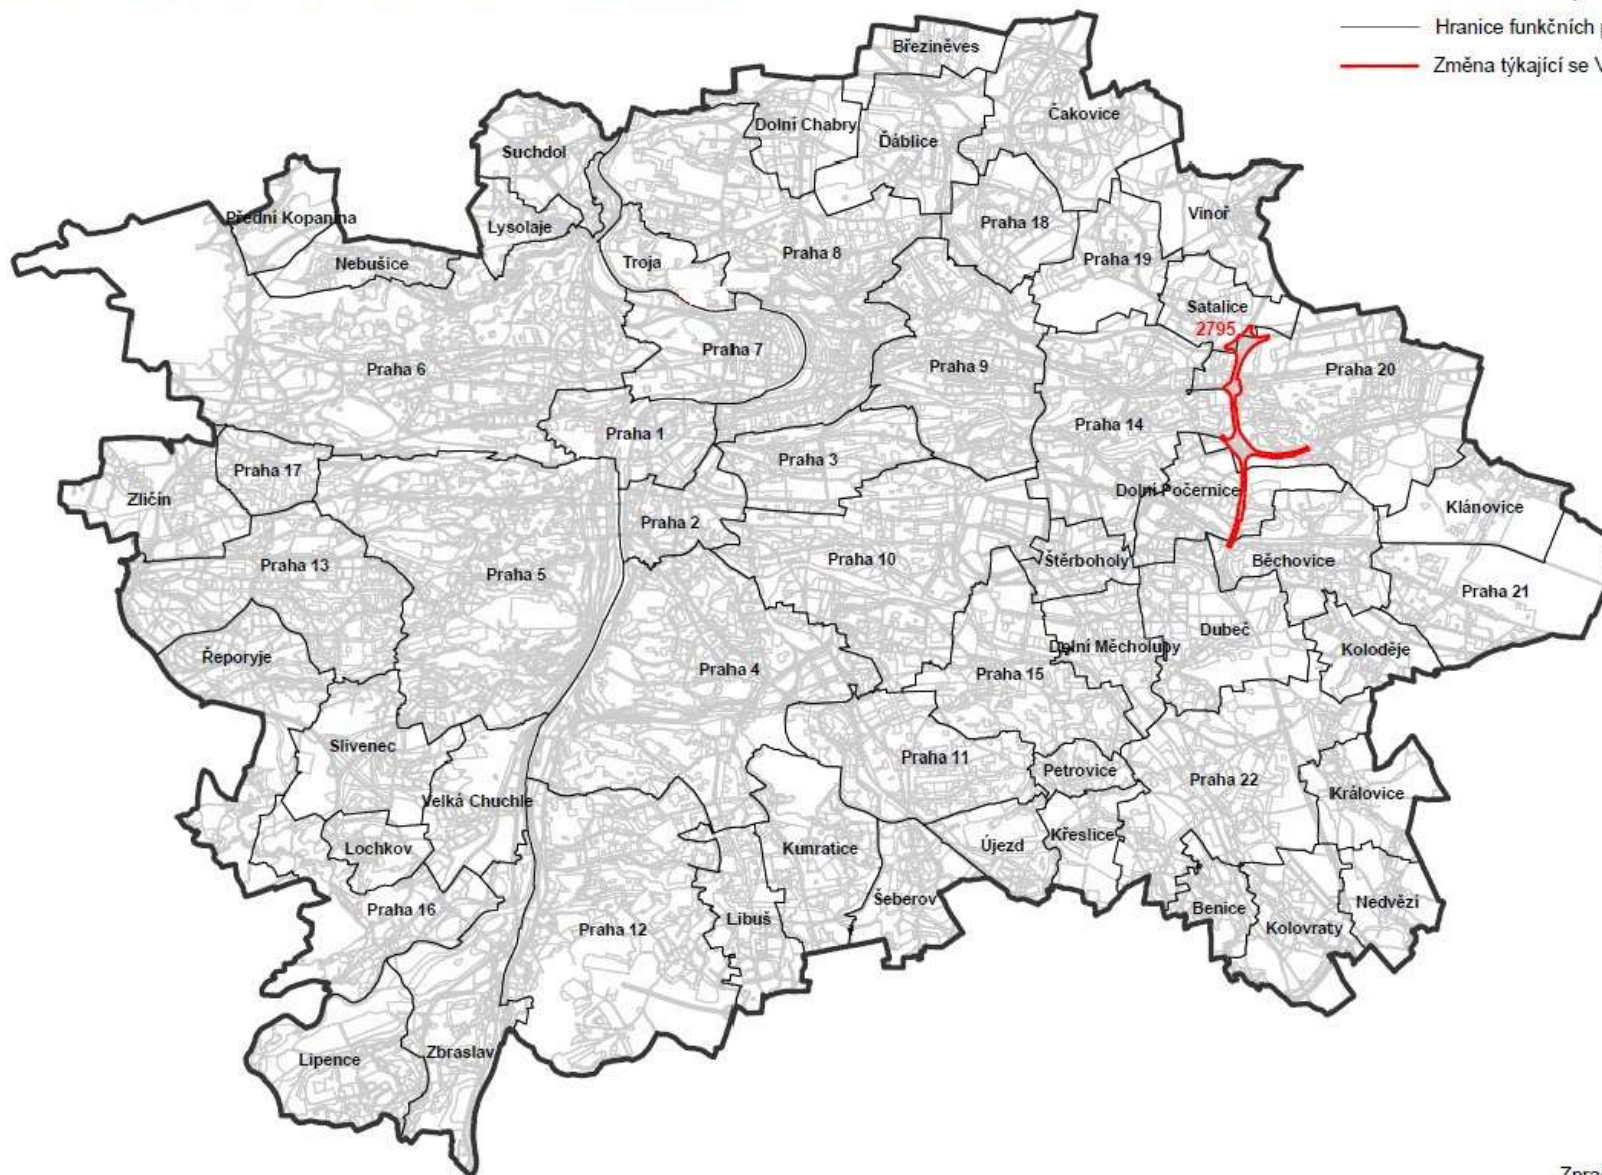 Hranice funkčních
Změna týkající se V
Březiněves
Čakovice
Dolní Chabry
Ďáblice
Suchdol
Přední Kopanina
Lysolaje
Vinoř
Praha 18
Nebušice
Troja
Praha 8
Praha 19
Satalice
2795
Praha 7
Praha 6
Praha 9
Praha 20
Praha 14
Praha 1
Praha 3
Praha 17
Zličín
Dolní Počernice
Klánovice
Praha 2
Praha 13
Praha 5
Praha 10
Štěrboholy
Běchovice
Praha 21
Dubeč
Řeporyje
Praha 4
Dolní Měcholupy
Koloděje
Praha 15
Slivenec
Praha 11
Petrovice
Praha 22
Královice
Velká Chuchle
Lochkov
Kunratice
Újezd
Křeslice
Šeberov
Praha 16
Praha 12
Libuš
Benice
Nedvězí
Kolovraty
Lipence
Zbraslav